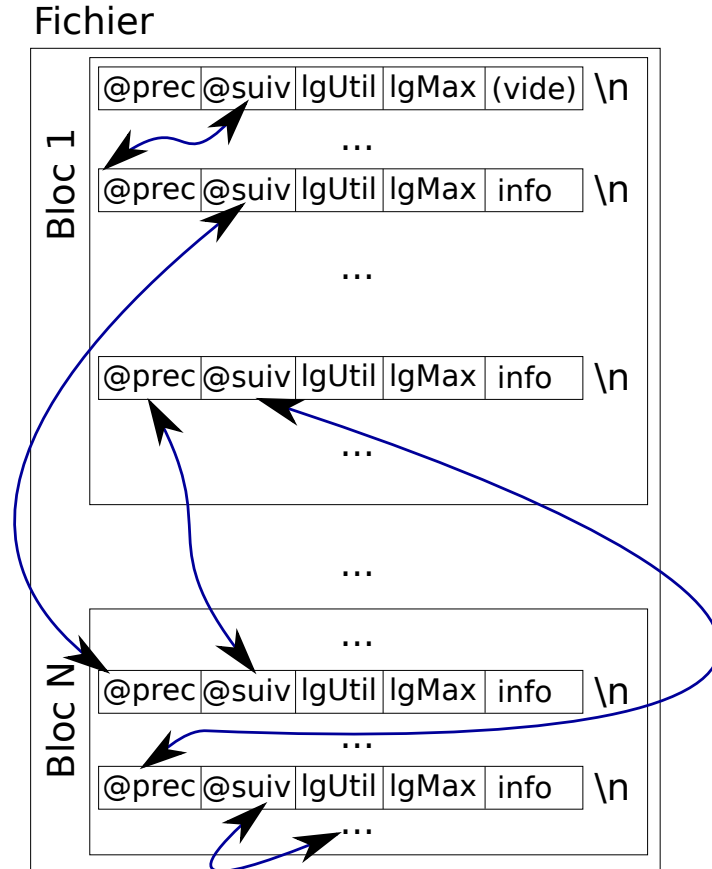 Fichier
Bloc 1
@prec @suiv lgUtil lgMax (vide) \n
...
@prec @suiv lgUtil lgMax info \n
...
@prec @suiv lgUtil lgMax info \n
...
...
Bloc N
...
@prec @suiv lgUtil lgMax info \n
...
@prec @suiv lgUtil lgMax info \n
...